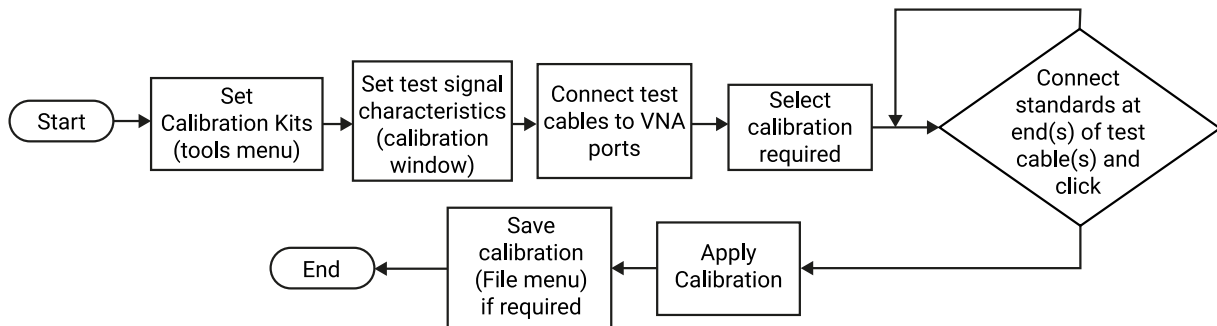 Start
Set
Calibration Kits
(tools menu)
Set test signal
characteristics
(calibration
window)
Connect test
cables to VNA
ports
Select
calibration
required
Connect
standards at
end(s) of test
cable(s) and
click
Apply
Calibration
Save
calibration
(File menu)
if required
End